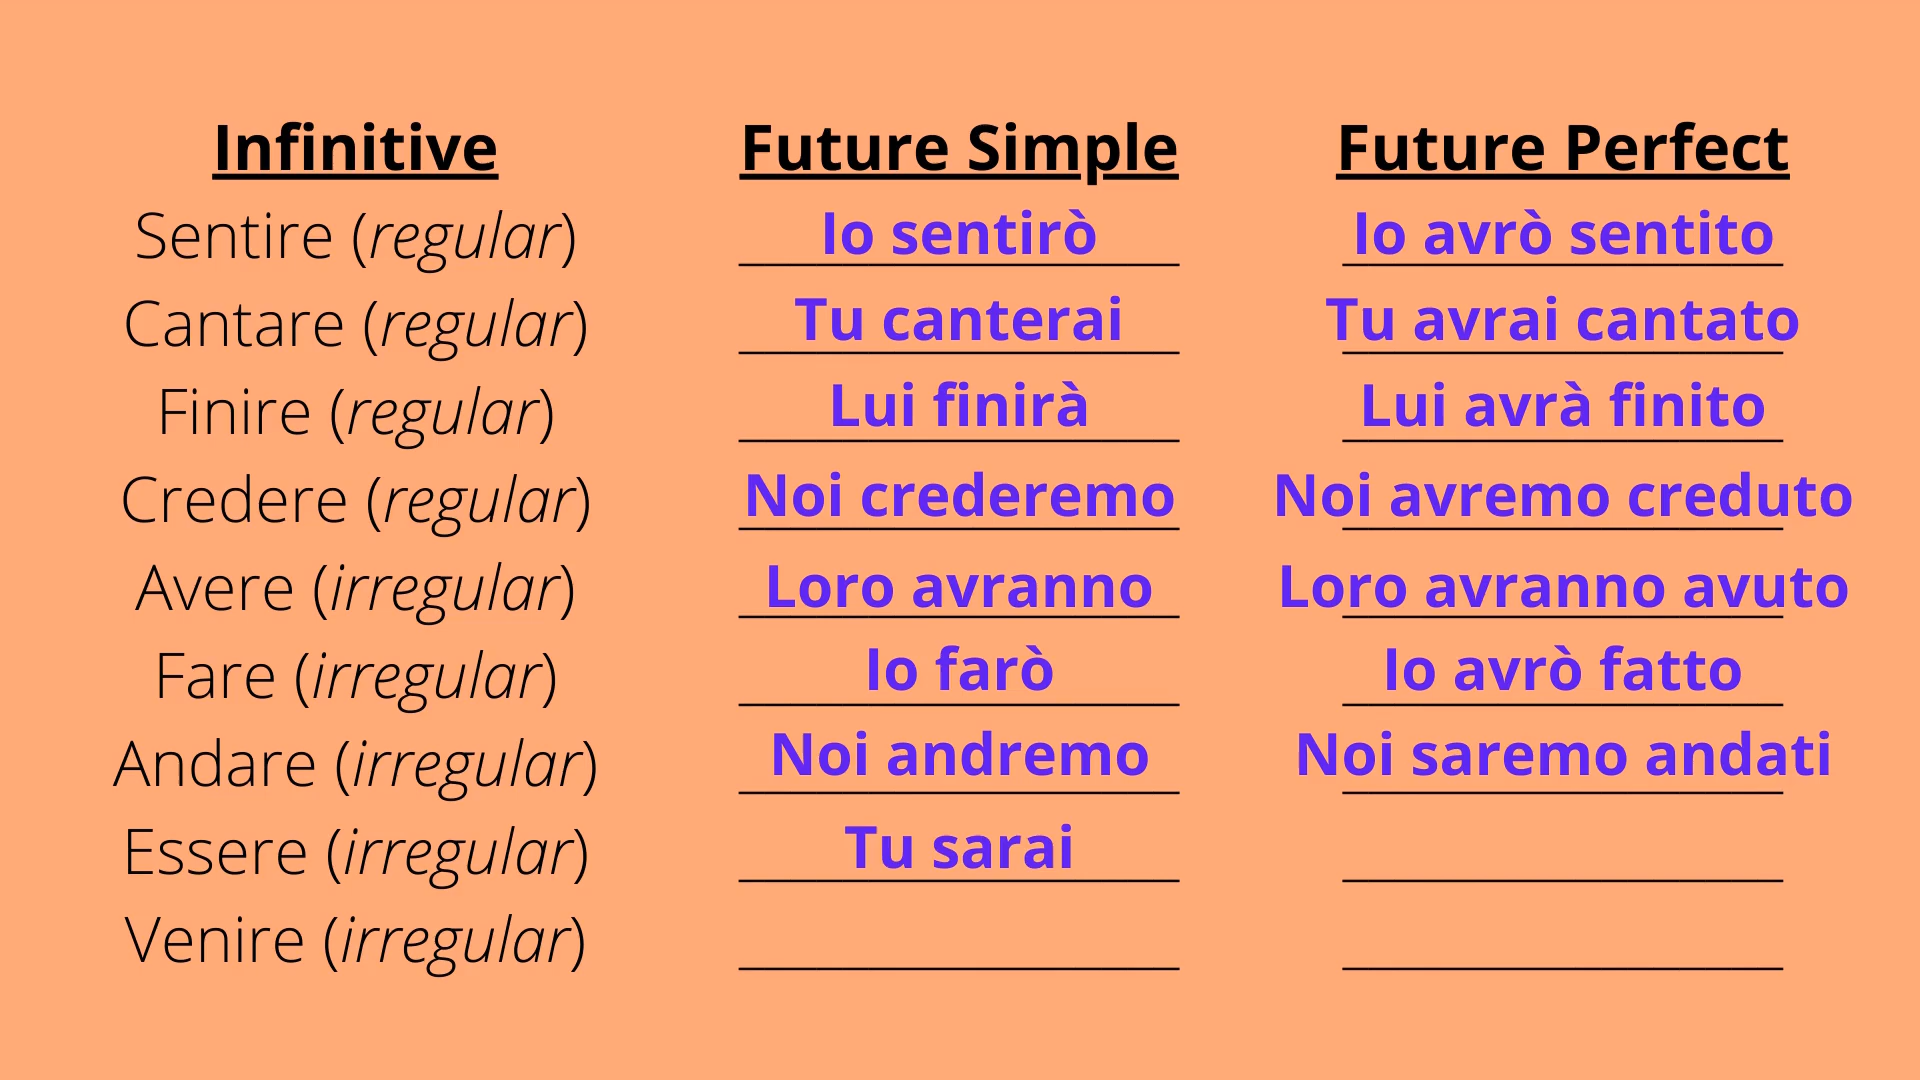 Infinitive Future Simple Future Perfect
Sentire (regular) Io sentirò Io avrò sentito
Cantare (regular) Tu canterai Tu avrai cantato
Finire (regular) Lui finirà Lui avrà finito
Credere (regular) Noi crederemo Noi avremo creduto
Avere (irregular) Loro avranno Loro avranno avuto
Fare (irregular) Io farò Io avrò fatto
Andare (irregular) Noi andremo Noi saremo andati
Essere (irregular) Tu sarai
Venire (irregular)